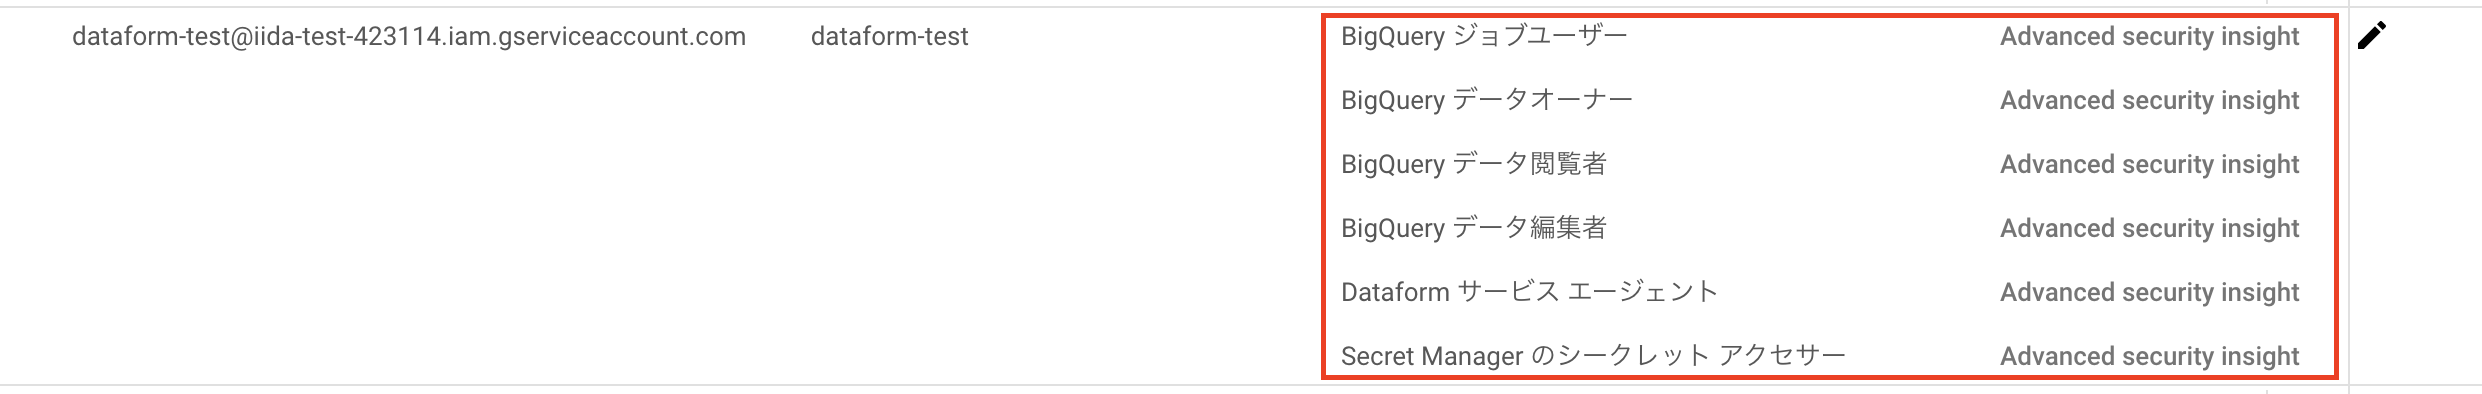 dataform-test@iida-test-423114.iam.gserviceaccount.com dataform-test BigQuery ジョブユーザー Advanced security insight
BigQuery データオーナー Advanced security insight
BigQuery データ閲覧者 Advanced security insight
BigQuery データ編集者 Advanced security insight
Dataform サービス エージェント Advanced security insight
Secret Manager のシークレット アクセサー Advanced security insight